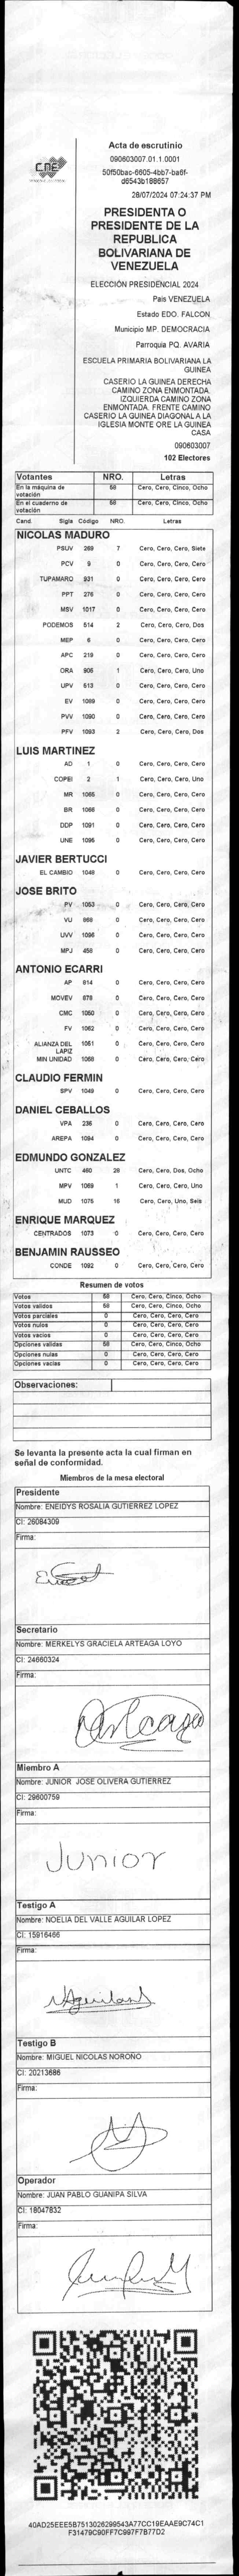 CNE
Acta de escrutinio
090603007.01.1.0001
50f50bac-6605-4bb7-ba6f-
d6543b188657
28/07/2024 07:24:37 PM
PRESIDENTA O
PRESIDENTE DE LA
REPUBLICA
BOLIVARIANA DE
VENEZUELA
ELECCIÓN PRESIDENCIAL 2024
Pais VENEZUELA
Estado EDO. FALCON
Municipio MP. DEMOCRACIA
Parroquia PQ. AVARIA
ESCUELA PRIMARIA BOLIVARIANA LA
GUINEA
CASERIO LA GUINEA DERECHA
CAMINO ZONA ENMONTADA.
IZQUIERDA CAMINO ZONA
ENMONTADA. FRENTE CAMINO
CASERIO LA GUINEA DIAGONAL A LA
IGLESIA MONTE ORE LA GUINEA
CASA
090603007
102 Electores
Votantes NRO. Letras
En la máquina de votación 58 Cero, Cero, Cinco, Ocho
En el cuaderno de votación 58 Cero, Cero, Cinco, Ocho
Cand. Sigla Código NRO. Letras
NICOLAS MADURO
PSUV 269 7 Cero, Cero, Cero, Siete
PCV 9 0 Cero, Cero, Cero, Cero
TUPAMARO 931 0 Cero, Cero, Cero, Cero
PPT 276 0 Cero, Cero, Cero, Cero
MSV 1017 0 Cero, Cero, Cero, Cero
PODEMOS 514 2 Cero, Cero, Cero, Dos
MEP 6 0 Cero, Cero, Cero, Cero
APC 219 0 Cero, Cero, Cero, Cero
ORA 906 1 Cero, Cero, Cero, Uno
UPV 513 0 Cero, Cero, Cero, Cero
EV 1089 0 Cero, Cero, Cero, Cero
PVV 1090 0 Cero, Cero, Cero, Cero
PFV 1093 2 Cero, Cero, Cero, Dos
LUIS MARTINEZ
AD 1 0 Cero, Cero, Cero, Cero
COPEI 2 1 Cero, Cero, Cero, Uno
MR 1065 0 Cero, Cero, Cero, Cero
BR 1066 0 Cero, Cero, Cero, Cero
DDP 1091 0 Cero, Cero, Cero, Cero
UNE 1095 0 Cero, Cero, Cero, Cero
JAVIER BERTUCCI
EL CAMBIO 1048 0 Cero, Cero, Cero, Cero
JOSE BRITO
PV 1053 0 Cero, Cero, Cero, Cero
VU 668 0 Cero, Cero, Cero, Cero
UVV 1096 0 Cero, Cero, Cero, Cero
MPJ 458 0 Cero, Cero, Cero, Cero
ANTONIO ECARRI
AP 814 0 Cero, Cero, Cero, Cero
MOVEV 878 0 Cero, Cero, Cero, Cero
CMC 1050 0 Cero, Cero, Cero, Cero
FV 1062 0 Cero, Cero, Cero, Cero
ALIANZA DEL LAPIZ 1051 0 Cero, Cero, Cero, Cero
MIN UNIDAD 1058 0 Cero, Cero, Cero, Cero
CLAUDIO FERMIN
SPV 1049 0 Cero, Cero, Cero, Cero
DANIEL CEBALLOS
VPA 236 0 Cero, Cero, Cero, Cero
AREPA 1094 0 Cero, Cero, Cero, Cero
EDMUNDO GONZALEZ
UNTC 460 28 Cero, Cero, Dos, Ocho
MPV 1069 1 Cero, Cero, Cero, Uno
MUD 1075 16 Cero, Cero, Uno, Seis
ENRIQUE MARQUEZ
CENTRADOS 1073 0 Cero, Cero, Cero, Cero
BENJAMIN RAUSSEO
CONDE 1092 0 Cero, Cero, Cero, Cero
Resumen de votos
Votos 58 Cero, Cero, Cinco, Ocho
Votos validos 58 Cero, Cero, Cinco, Ocho
Votos parciales 0 Cero, Cero, Cero, Cero
Votos nulos 0 Cero, Cero, Cero, Cero
Votos vacíos 0 Cero, Cero, Cero, Cero
Opciones validas 58 Cero, Cero, Cinco, Ocho
Opciones nulas 0 Cero, Cero, Cero, Cero
Opciones vacias 0 Cero, Cero, Cero, Cero
Observaciones:
Se levanta la presente acta la cual firman en
señal de conformidad.
Miembros de la mesa electoral
Presidente
Nombre: ENEIDYS ROSALIA GUTIERREZ LOPEZ
CI: 26084309
Firma:
Secretario
Nombre: MERKELYS GRACIELA ARTEAGA LOYO
CI: 24660324
Firma:
Miembro A
Nombre: JUNIOR JOSE OLIVERA GUTIERREZ
CI: 29600759
Firma:
Junior
Testigo A
Nombre: NOELIA DEL VALLE AGUILAR LOPEZ
CI: 15916466
Firma:
NAguilar
Testigo B
Nombre: MIGUEL NICOLAS NOROÑO
CI: 20213686
Firma:
Operador
Nombre: JUAN PABLO GUANIPA SILVA
CI: 16047832
Firma:
40AD25EEE5B7513026299543A77CC19EAAE9C74C1
F31479C90FF7C997F7B77D2